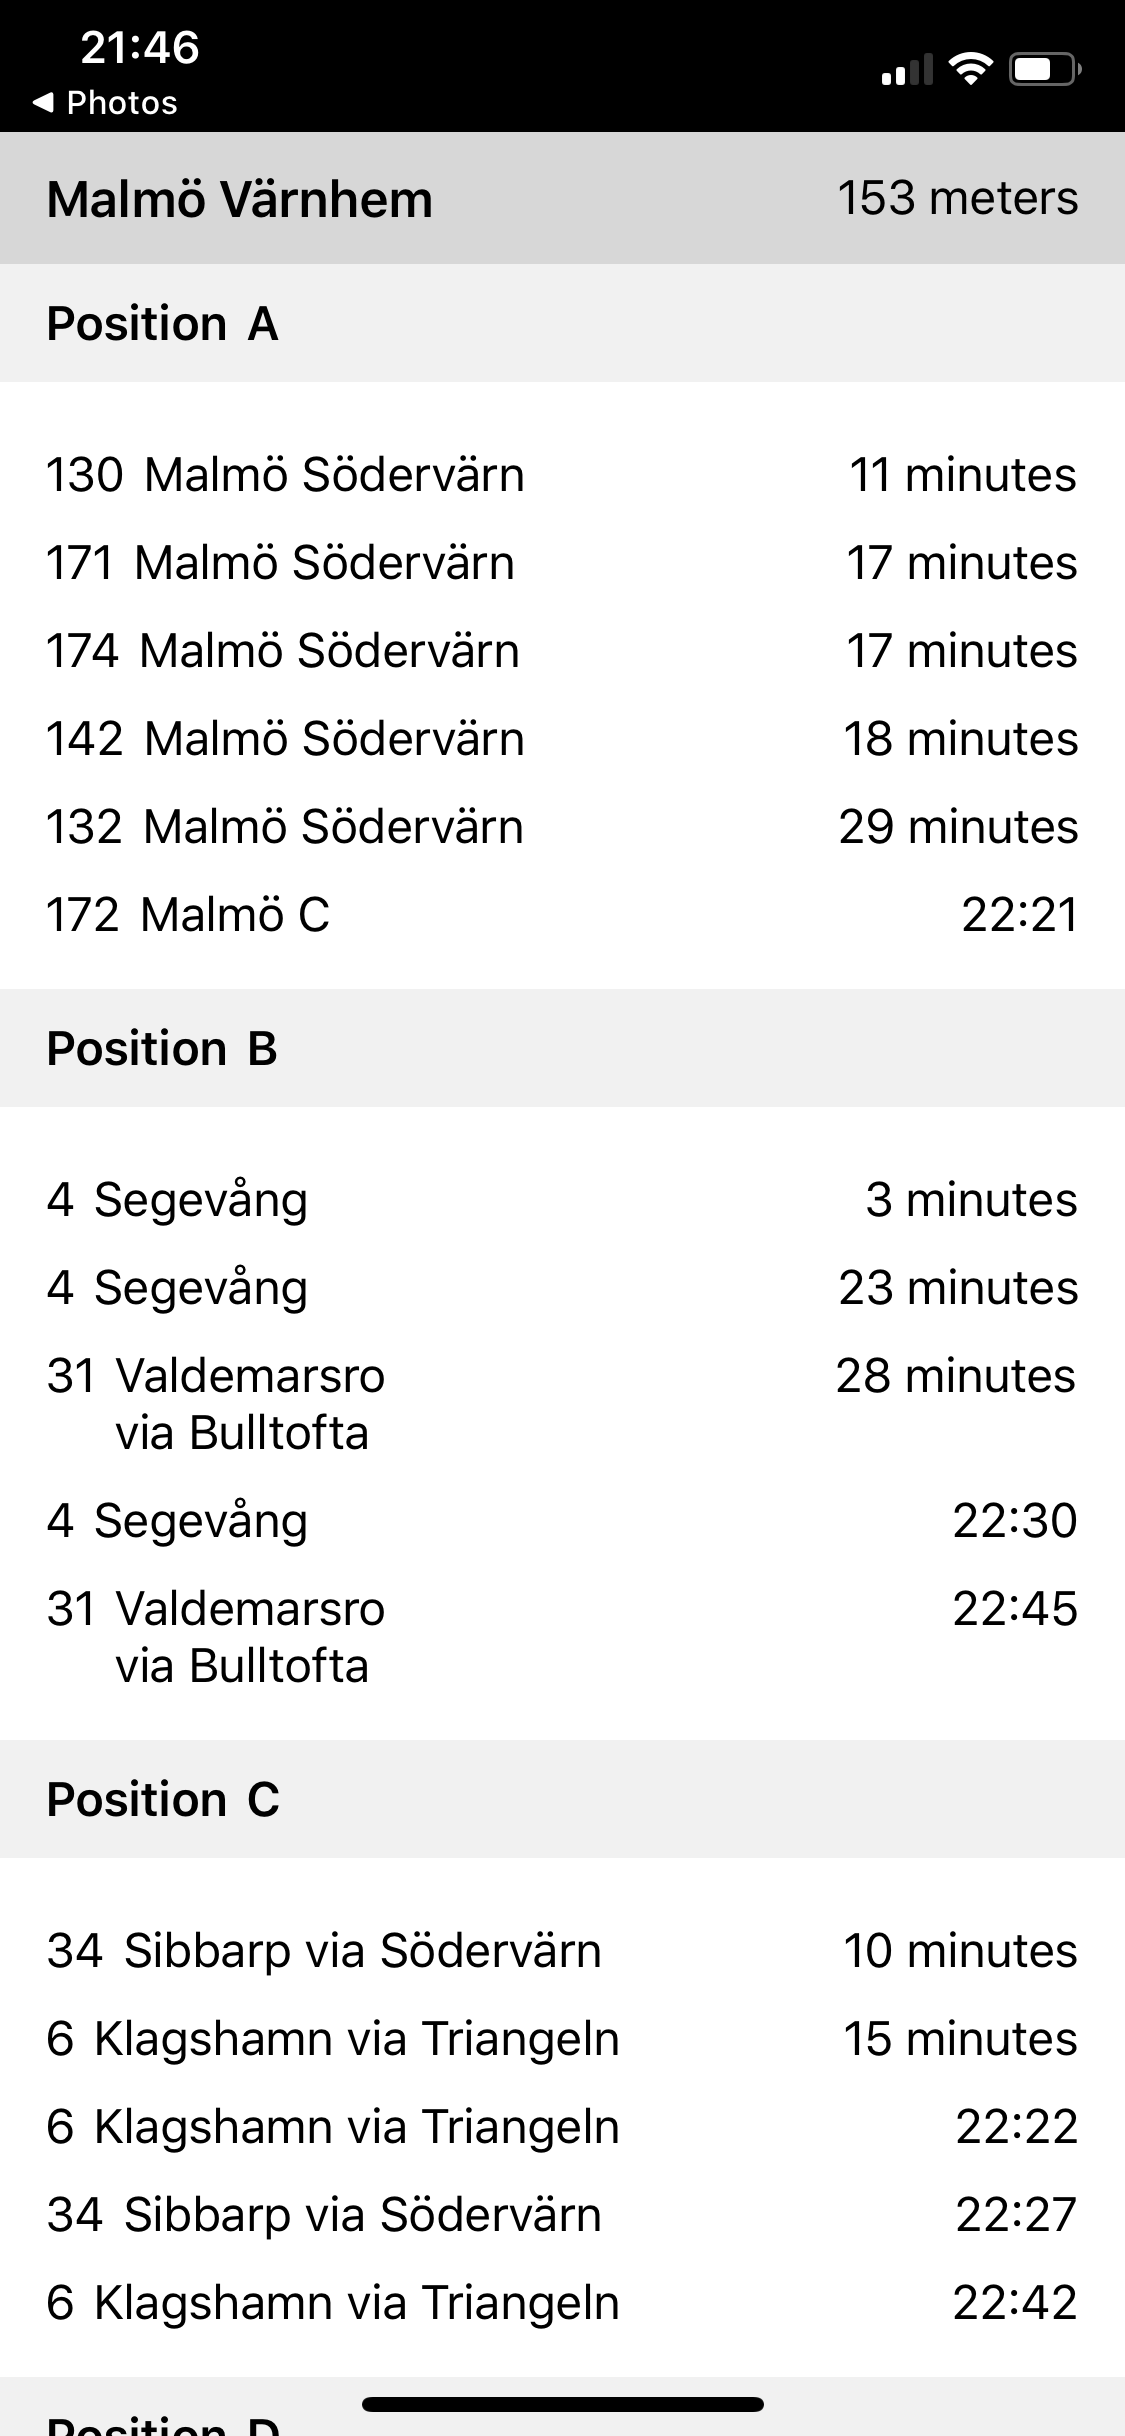 21:46
◀ Photos
Malmö Värnhem 153 meters
Position A
130 Malmö Södervärn 11 minutes
171 Malmö Södervärn 17 minutes
174 Malmö Södervärn 17 minutes
142 Malmö Södervärn 18 minutes
132 Malmö Södervärn 29 minutes
172 Malmö C 22:21
Position B
4 Segevång 3 minutes
4 Segevång 23 minutes
31 Valdemarsro 28 minutes
via Bulltofta
4 Segevång 22:30
31 Valdemarsro 22:45
via Bulltofta
Position C
34 Sibbarp via Södervärn 10 minutes
6 Klagshamn via Triangeln 15 minutes
6 Klagshamn via Triangeln 22:22
34 Sibbarp via Södervärn 22:27
6 Klagshamn via Triangeln 22:42
Position D